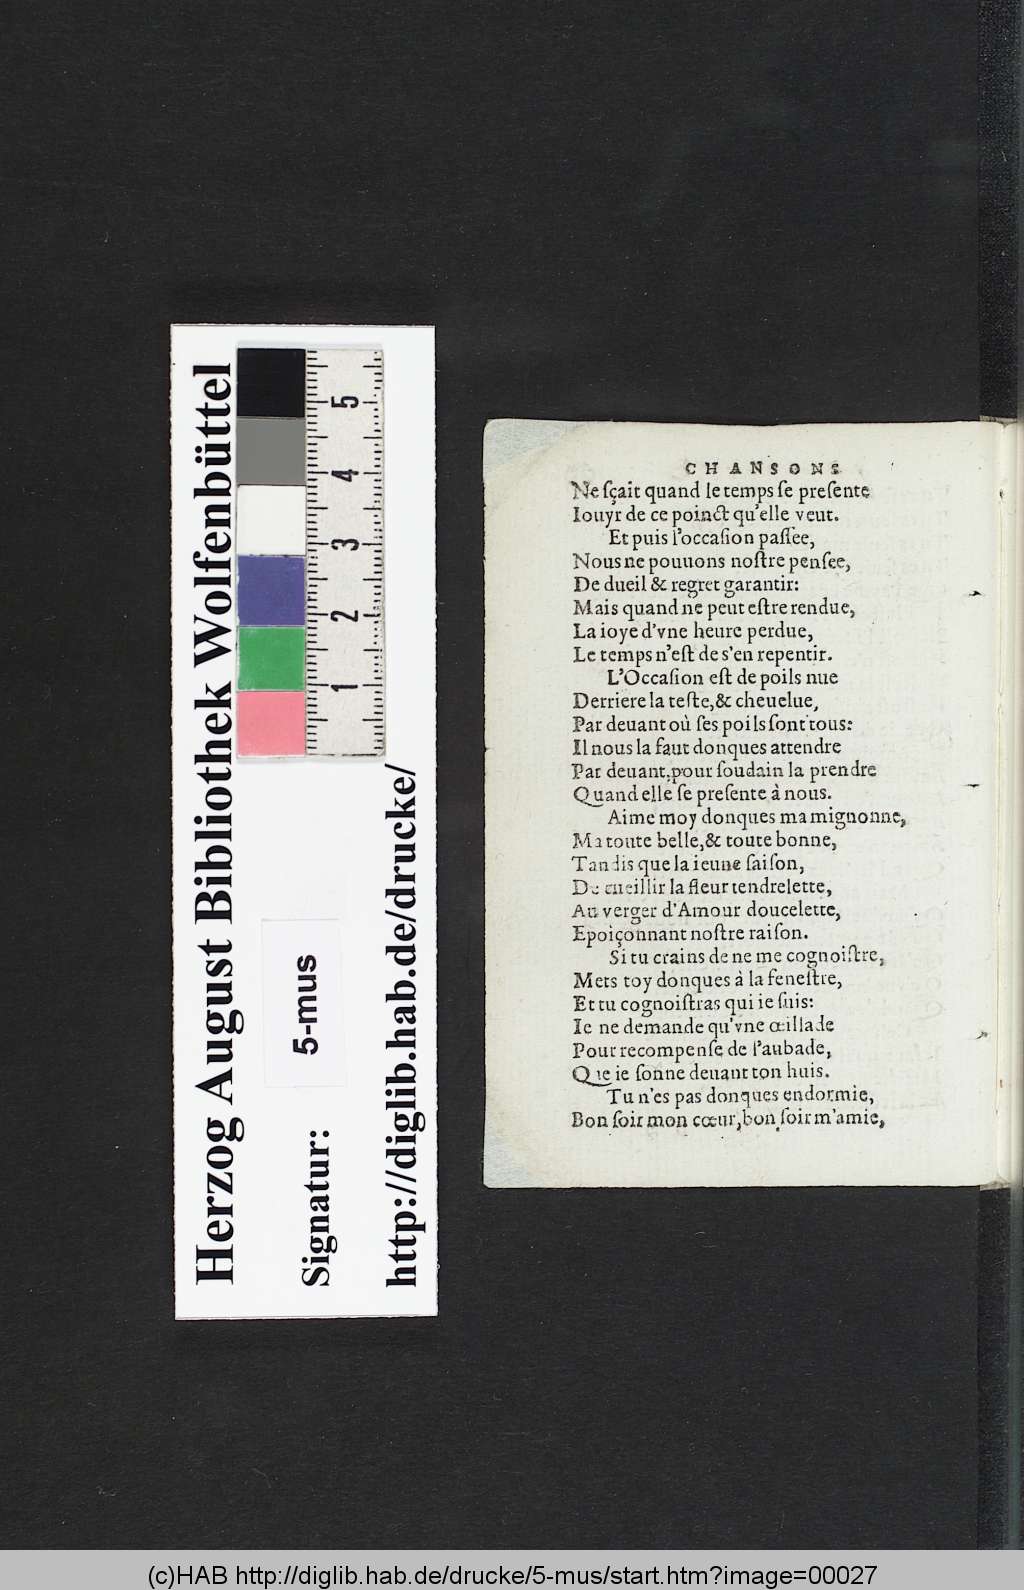 Herzog August Bibliothek Wolfenbüttel
Signatur: 5-mus
http://diglib.hab.de/drucke/
1 2 3 4 5
CHANSONS
Ne sçait quand le temps se presente
Iouyr de ce poinct qu'elle veut.
Et puis l'occasion passee,
Nous ne pouuons nostre pensee,
De dueil & regret garantir:
Mais quand ne peut estre rendue,
La ioye d'vne heure perdue,
Le temps n'est de s'en repentir.
L'Occasion est de poils nue
Derriere la teste, & cheuelue,
Par deuant où ses poils sont tous:
Il nous la faut donques attendre
Par deuant, pour soudain la prendre
Quand elle se presente à nous.
Aime moy donques ma mignonne,
Ma toute belle, & toute bonne,
Tandis que la ieune saison,
De cueillir la fleur tendrelette,
Au verger d'Amour doucelette,
Epoiçonnant nostre raison.
Si tu crains de ne me cognoistre,
Mets toy donques à la fenestre,
Et tu cognoistras qui ie suis:
Ie ne demande qu'vne œillade
Pour recompense de l'aubade,
Que ie sonne deuant ton huis.
Tu n'es pas donques endormie,
Bon soir mon cœur, bon soir m'amie,
(c)HAB http://diglib.hab.de/drucke/5-mus/start.htm?image=00027